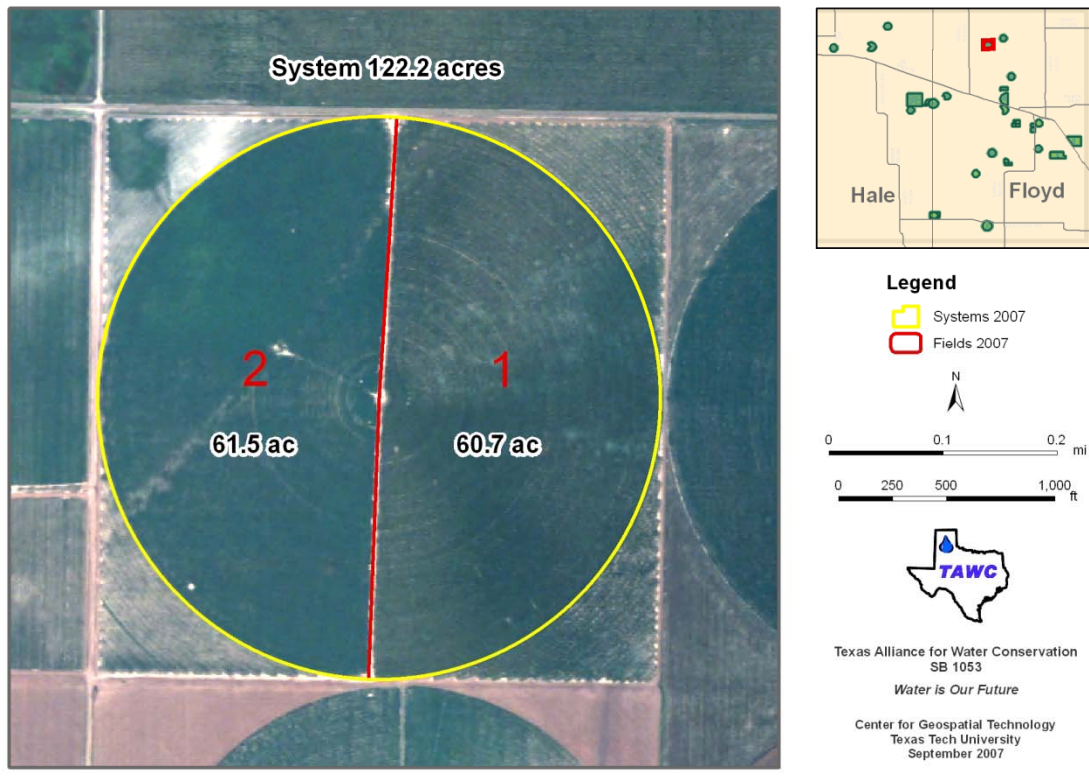 System 122.2 acres
2
1
61.5 ac
60.7 ac
Hale
Floyd
Legend
Systems 2007
Fields 2007
N
0 0.1 0.2
mi
0 250 500 1,000
ft
TAWC
Texas Alliance for Water Conservation
SB 1053
Water is Our Future
Center for Geospatial Technology
Texas Tech University
September 2007